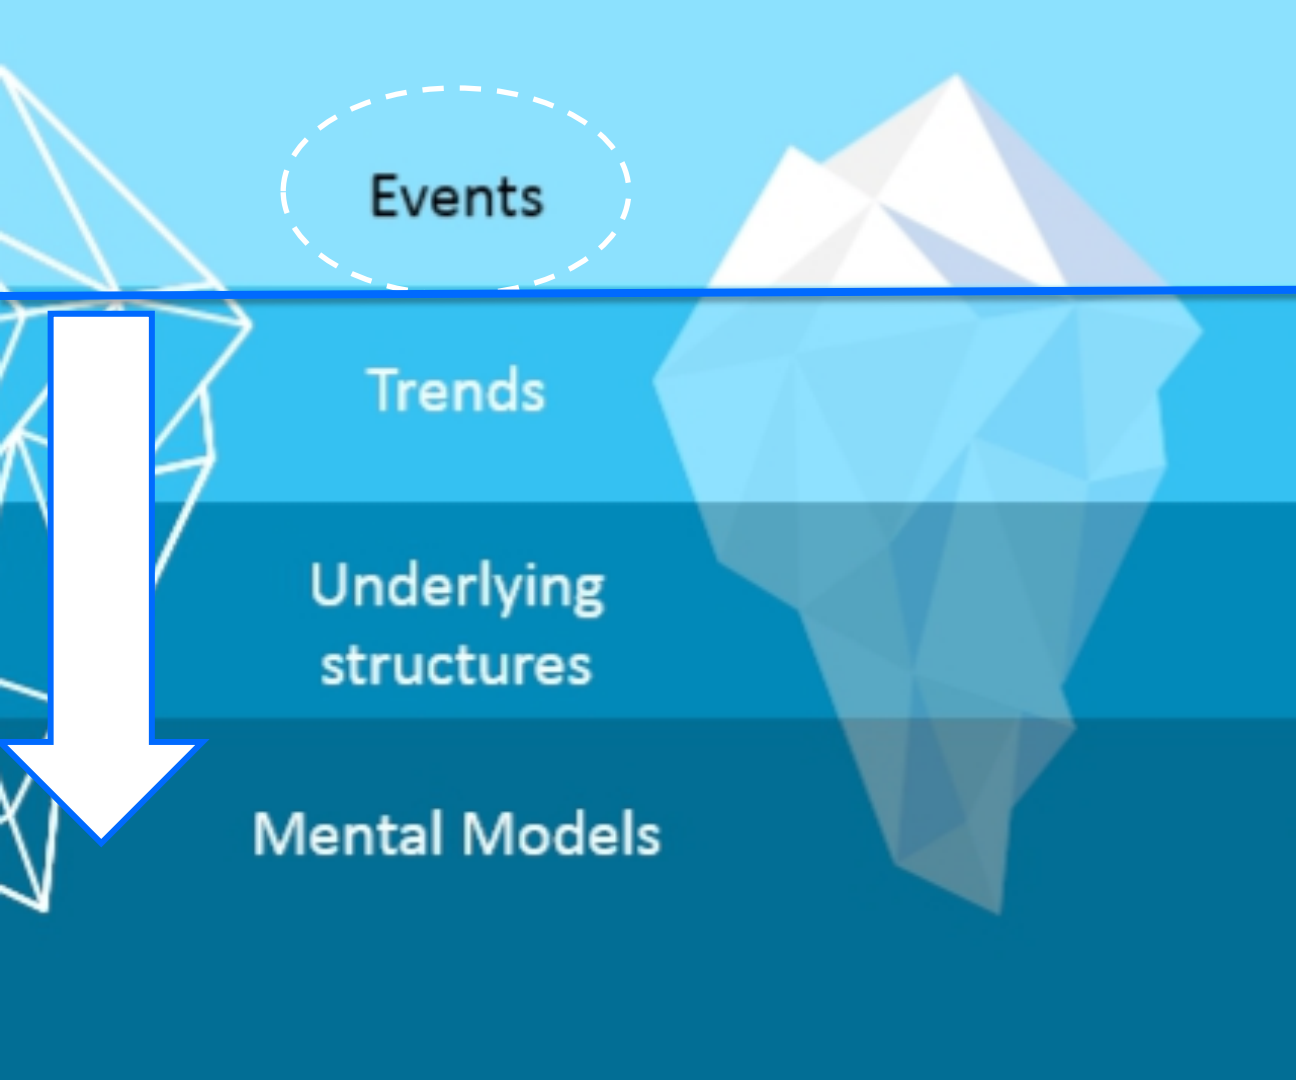 Events
Trends
Underlying
structures
Mental Models